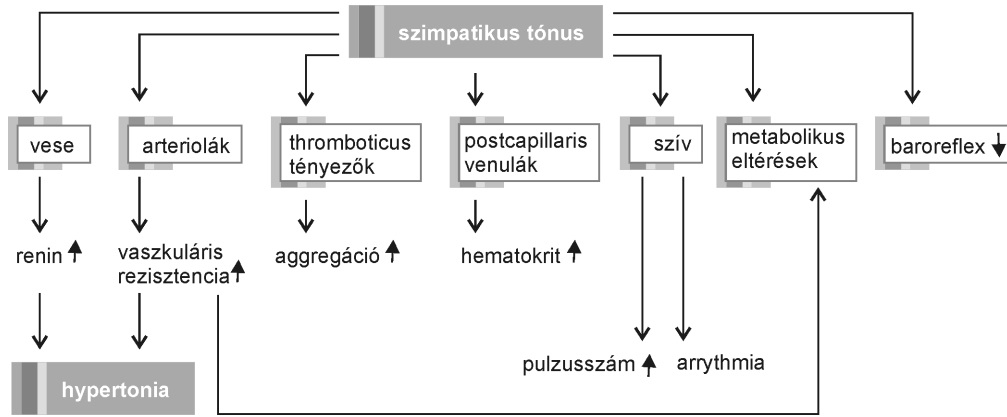 szimpatikus tónus
vese
arteriolák
thromboticus
tényezők
postcapillaris
venulák
szív
metabolikus
eltérések
baroreflex
renin
vaszkuláris
rezisztencia
aggregáció
hematokrit
pulzusszám
arrythmia
hypertonia